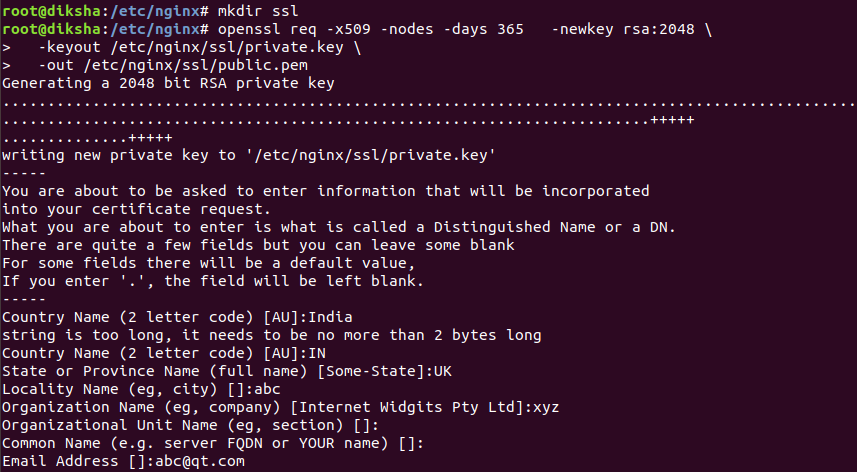 root@diksha:/etc/nginx# mkdir ssl
root@diksha:/etc/nginx# openssl req -x509 -nodes -days 365   -newkey rsa:2048 \
>   -keyout /etc/nginx/ssl/private.key \
>   -out /etc/nginx/ssl/public.pem
Generating a 2048 bit RSA private key
...............................................................................................
........................................................................+++++
..............+++++
writing new private key to '/etc/nginx/ssl/private.key'
-----
You are about to be asked to enter information that will be incorporated
into your certificate request.
What you are about to enter is what is called a Distinguished Name or a DN.
There are quite a few fields but you can leave some blank
For some fields there will be a default value,
If you enter '.', the field will be left blank.
-----
Country Name (2 letter code) [AU]:India
string is too long, it needs to be no more than 2 bytes long
Country Name (2 letter code) [AU]:IN
State or Province Name (full name) [Some-State]:UK
Locality Name (eg, city) []:abc
Organization Name (eg, company) [Internet Widgits Pty Ltd]:xyz
Organizational Unit Name (eg, section) []:
Common Name (e.g. server FQDN or YOUR name) []:
Email Address []:abc@qt.com